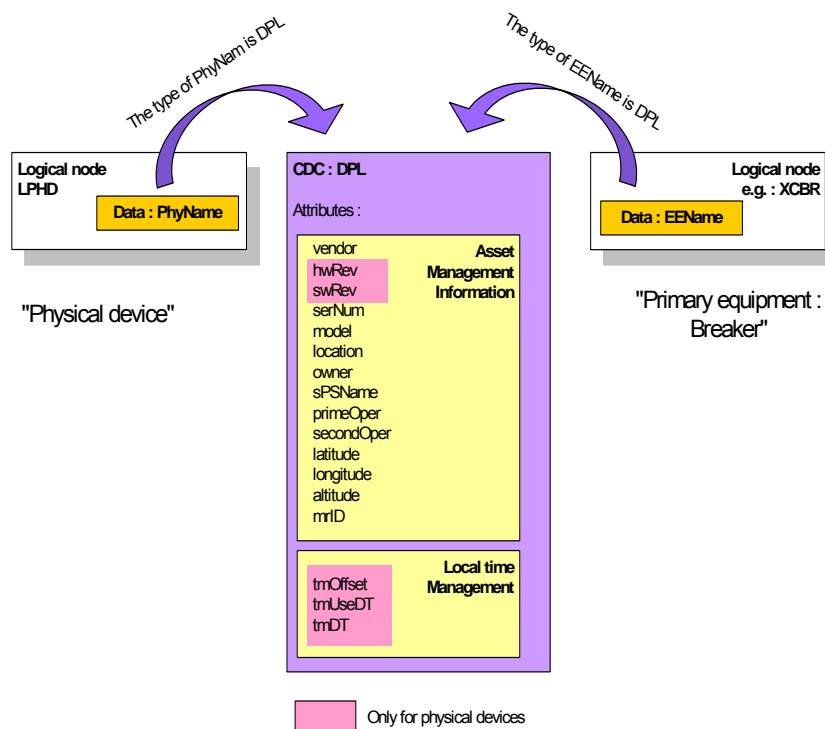 The type of PhyNam is DPL
The type of EEName is DPL
Logical node
LPHD
Data : PhyName
"Physical device"
CDC : DPL
Attributes :
vendor
hwRev
swRev
serNum
model
location
owner
sPSName
primeOper
secondOper
latitude
longitude
altitude
mrID
Asset
Management
Information
tmOffset
tmUseDT
tmDT
Local time
Management
Logical node
e.g. : XCBR
Data : EEName
"Primary equipment :
Breaker"
Only for physical devices